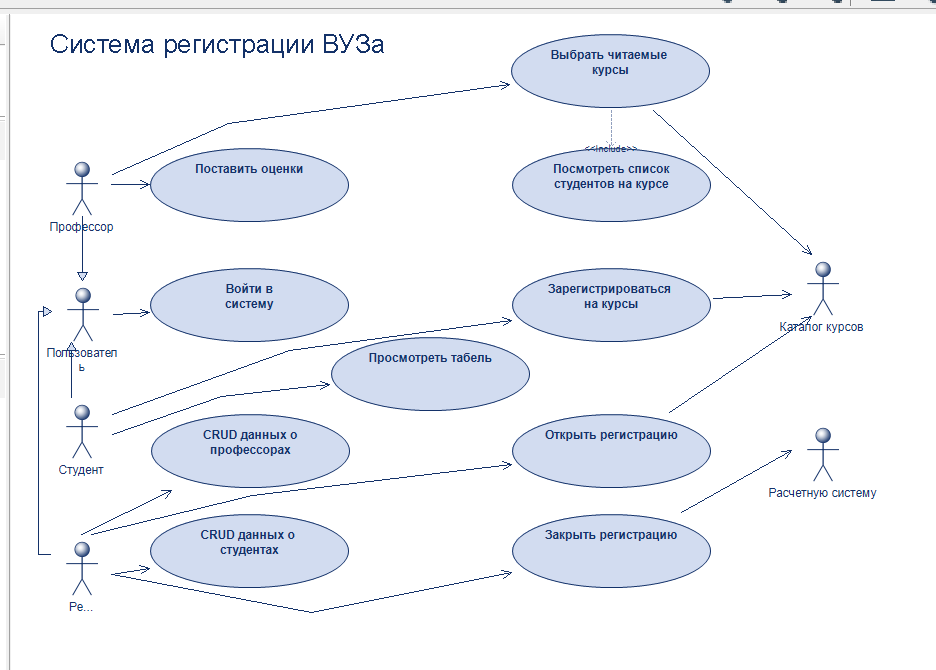 Система регистрации ВУЗа
Выбрать читаемые
курсы
<<include>>
Поставить оценки
Посмотреть список
студентов на курсе
Профессор
Войти в
систему
Зарегистрироваться
на курсы
Каталог курсов
Пользовател
ь
Просмотреть табель
CRUD данных о
профессорах
Открыть регистрацию
Студент
Расчетную систему
CRUD данных о
студентах
Закрыть регистрацию
Ре...